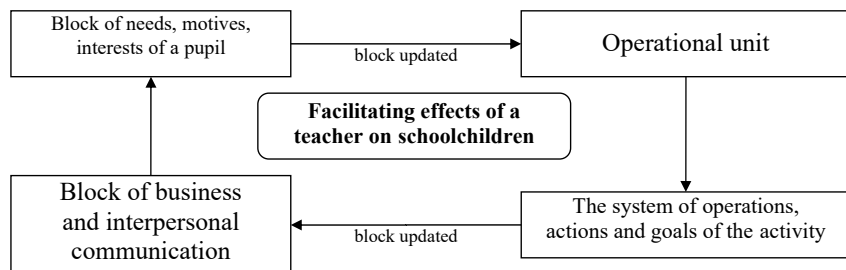 Block of needs, motives,
interests of a pupil
block updated
Operational unit
Facilitating effects of a
teacher on schoolchildren
Block of business
and interpersonal
communication
block updated
The system of operations,
actions and goals of the activity